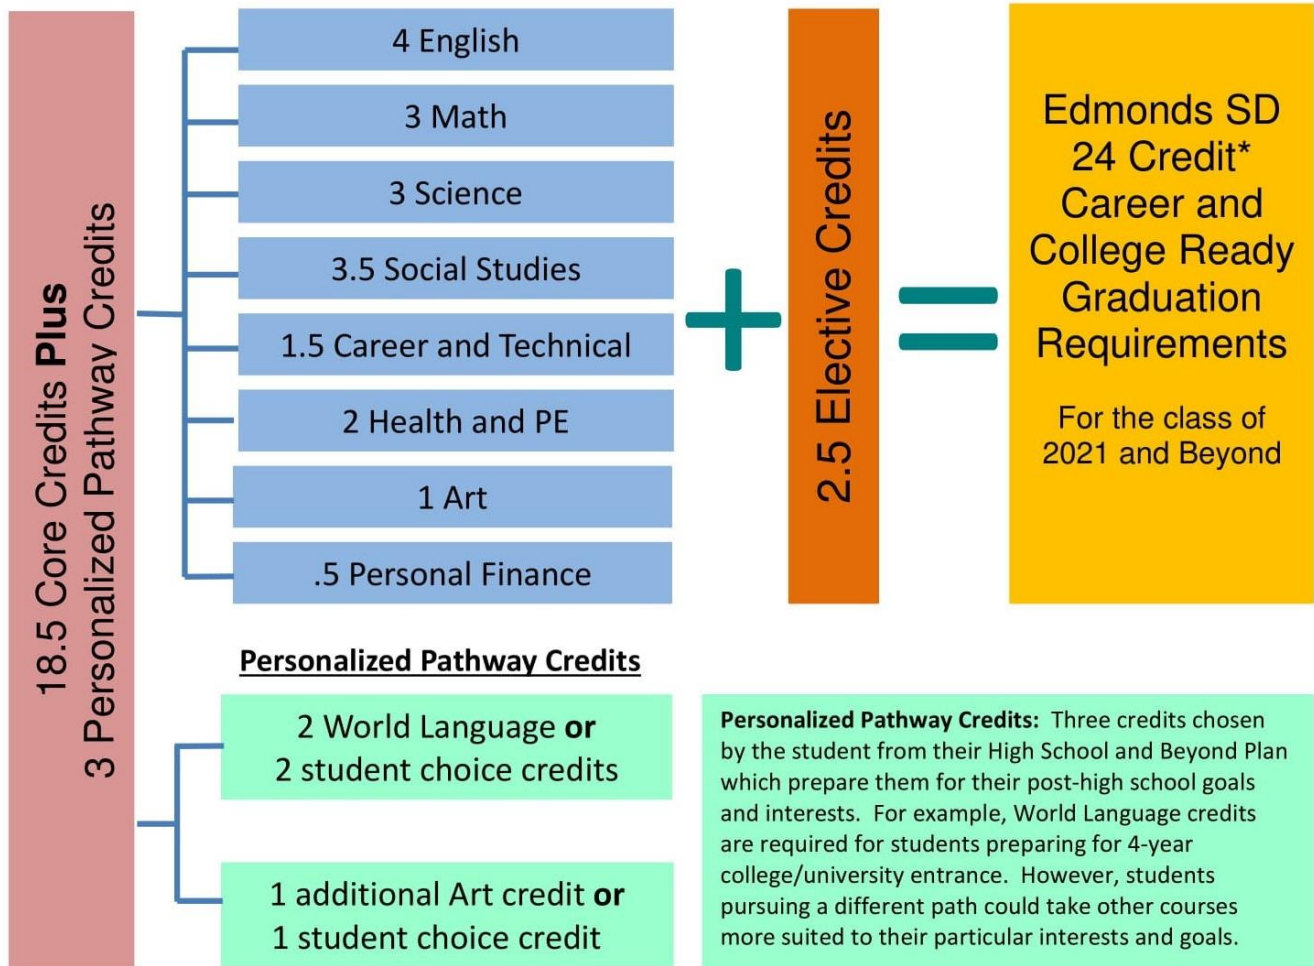 18.5 Core Credits Plus
3 Personalized Pathway Credits
4 English
3 Math
3 Science
3.5 Social Studies
1.5 Career and Technical
2 Health and PE
1 Art
.5 Personal Finance
2.5 Elective Credits
Edmonds SD
24 Credit*
Career and
College Ready
Graduation
Requirements
For the class of
2021 and Beyond
Personalized Pathway Credits
2 World Language or
2 student choice credits
1 additional Art credit or
1 student choice credit
Personalized Pathway Credits: Three credits chosen
by the student from their High School and Beyond Plan
which prepare them for their post-high school goals
and interests. For example, World Language credits
are required for students preparing for 4-year
college/university entrance. However, students
pursuing a different path could take other courses
more suited to their particular interests and goals.